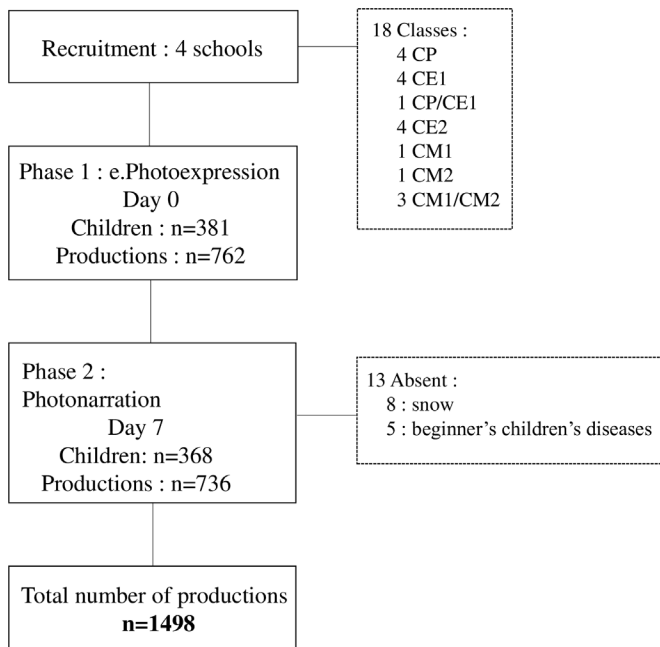 Recruitment : 4 schools
18 Classes :
4 CP
4 CE1
1 CP/CE1
4 CE2
1 CM1
1 CM2
3 CM1/CM2
Phase 1 : e.Photoexpression
Day 0
Children : n=381
Productions : n=762
Phase 2 :
Photonarration
Day 7
Children: n=368
Productions : n=736
13 Absent :
8 : snow
5 : beginner's children's diseases
Total number of productions
n=1498